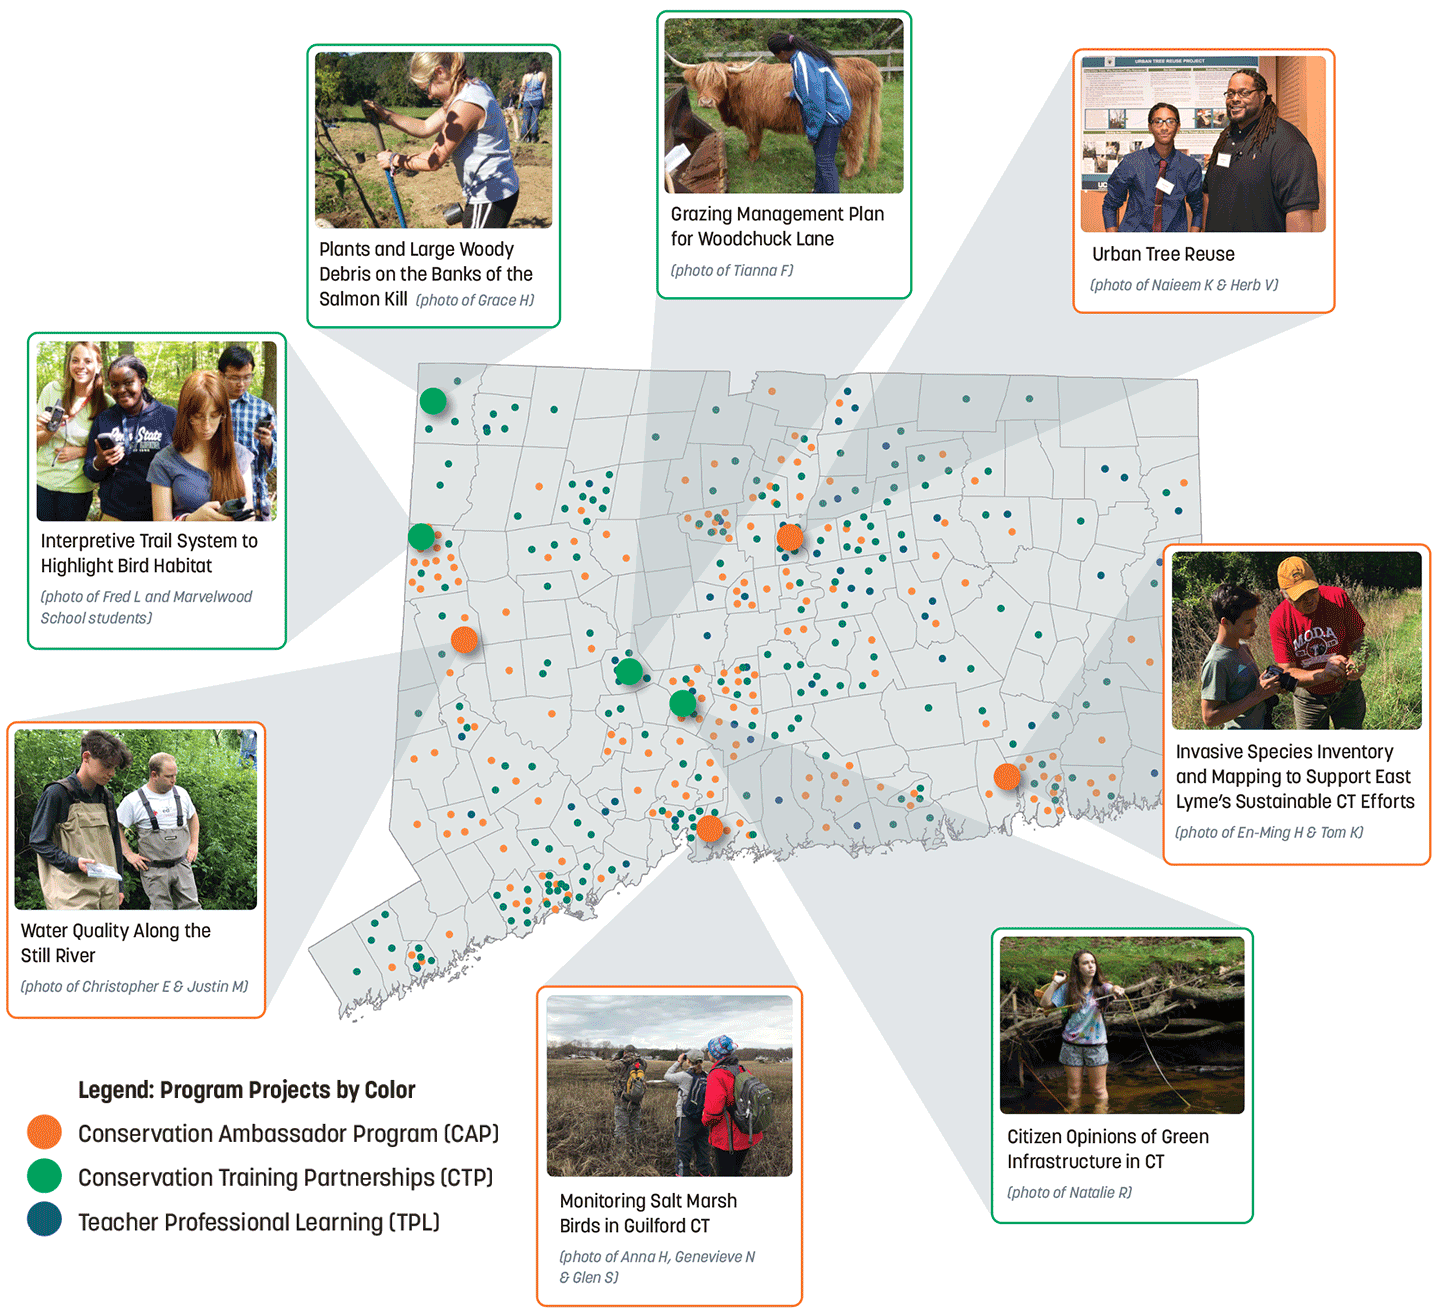 Plants and Large Woody
Debris on the Banks of the
Salmon Kill (photo of Grace H)
Grazing Management Plan
for Woodchuck Lane
(photo of Tianna F)
URBAN TREE REUSE PROJECT
Urban Tree Reuse
(photo of Naieem K & Herb V)
Penn State
Interpretive Trail System to
Highlight Bird Habitat
(photo of Fred L and Marvelwood
School students)
Invasive Species Inventory
and Mapping to Support East
Lyme's Sustainable CT Efforts
(photo of En-Ming H & Tom K)
Water Quality Along the
Still River
(photo of Christopher E & Justin M)
Monitoring Salt Marsh
Birds in Guilford CT
(photo of Anna H, Genevieve N
& Glen S)
Citizen Opinions of Green
Infrastructure in CT
(photo of Natalie R)
Legend: Program Projects by Color
Conservation Ambassador Program (CAP)
Conservation Training Partnerships (CTP)
Teacher Professional Learning (TPL)